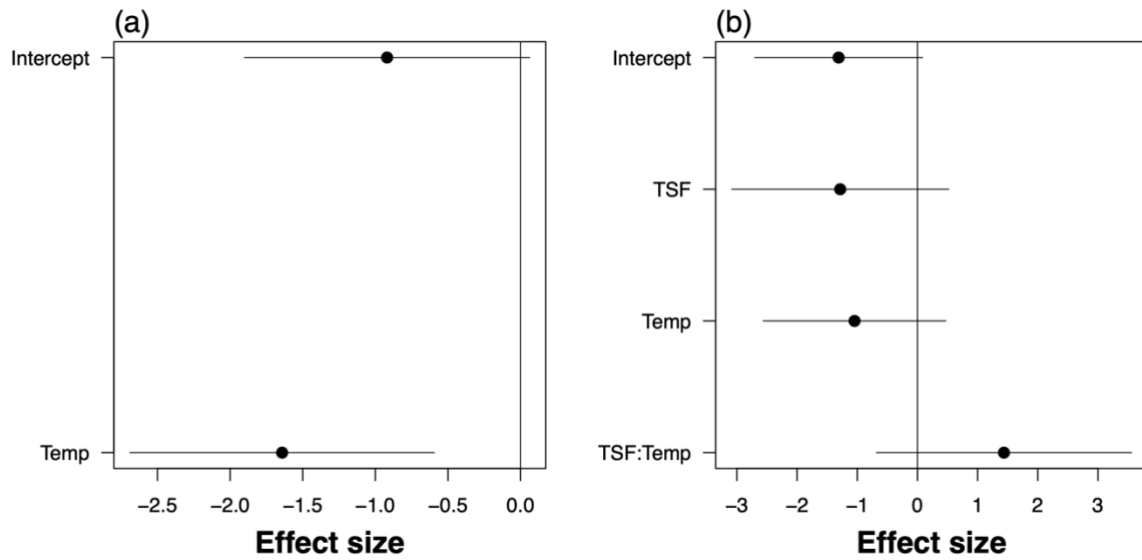 (a)
Intercept
Temp
−2.5 −2.0 −1.5 −1.0 −0.5 0.0
Effect size
(b)
Intercept
TSF
Temp
TSF:Temp
−3 −2 −1 0 1 2 3
Effect size